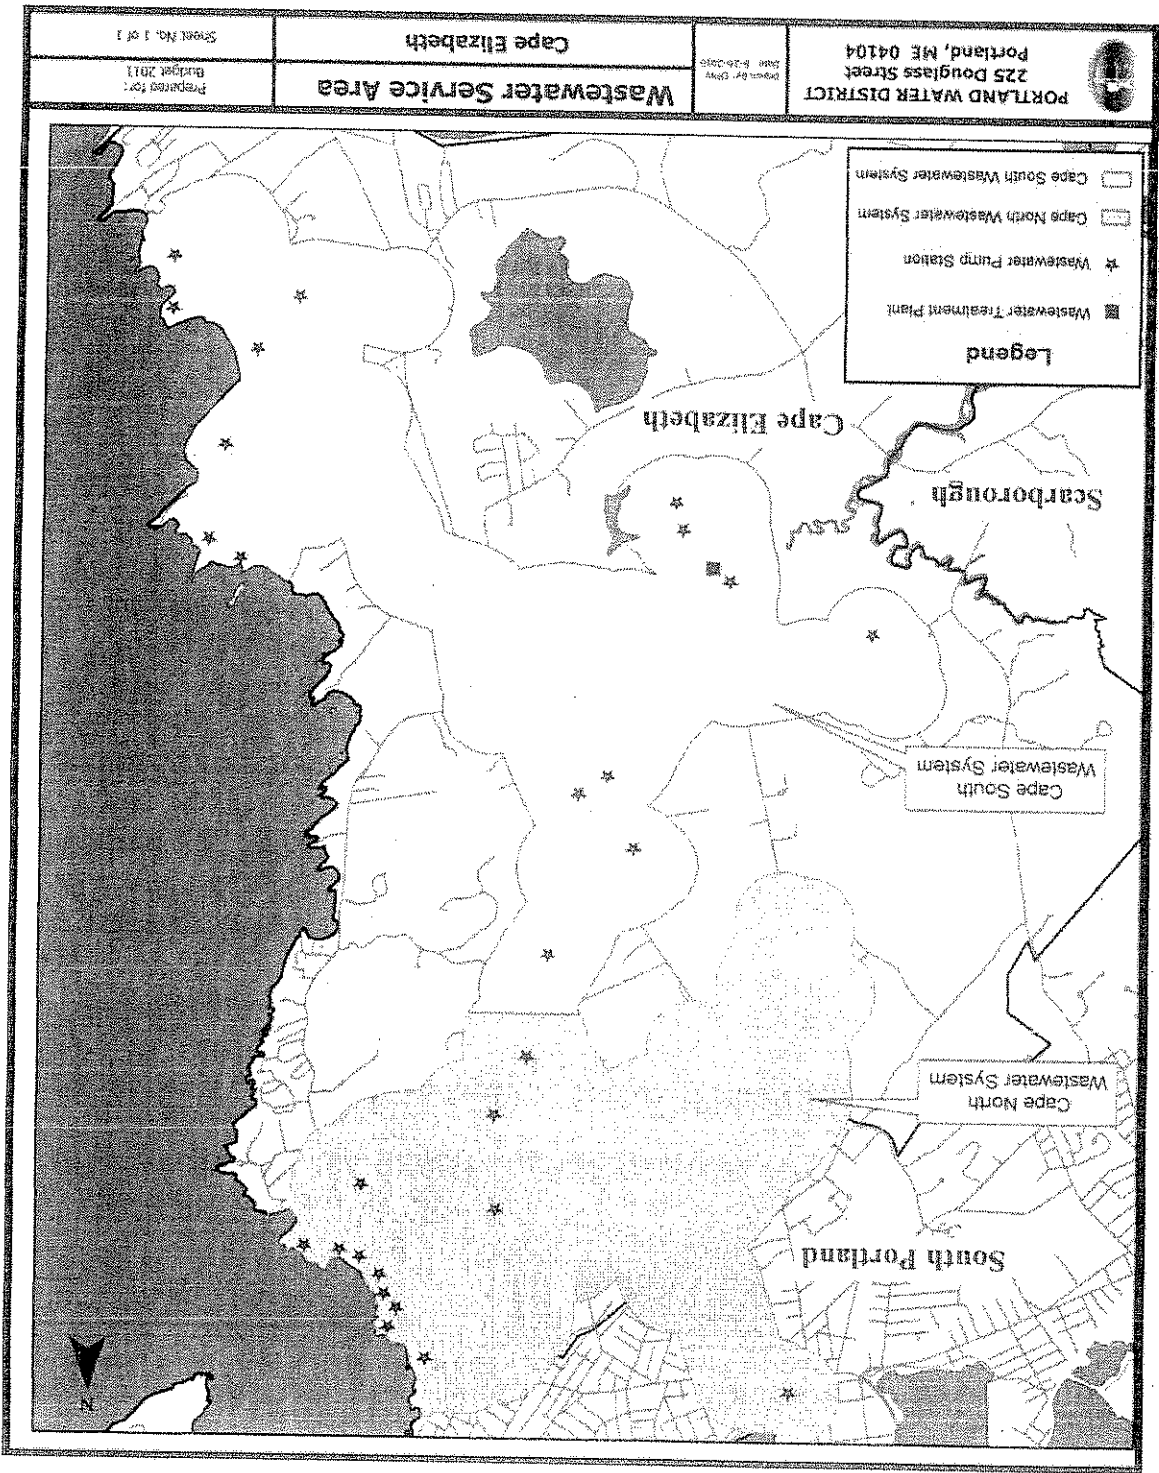 N
South Portland
Cape North
Wastewater System
Cape South
Wastewater System
Scarborough
Cape Elizabeth
Legend
Wastewater Treatment Plant
Wastewater Pump Station
Cape North Wastewater System
Cape South Wastewater System
PORTLAND WATER DISTRICT
225 Douglass Street
Portland, ME 04104
Wastewater Service Area
Cape Elizabeth
Prepared for:
Budget 2011
Sheet No. 1 of 1